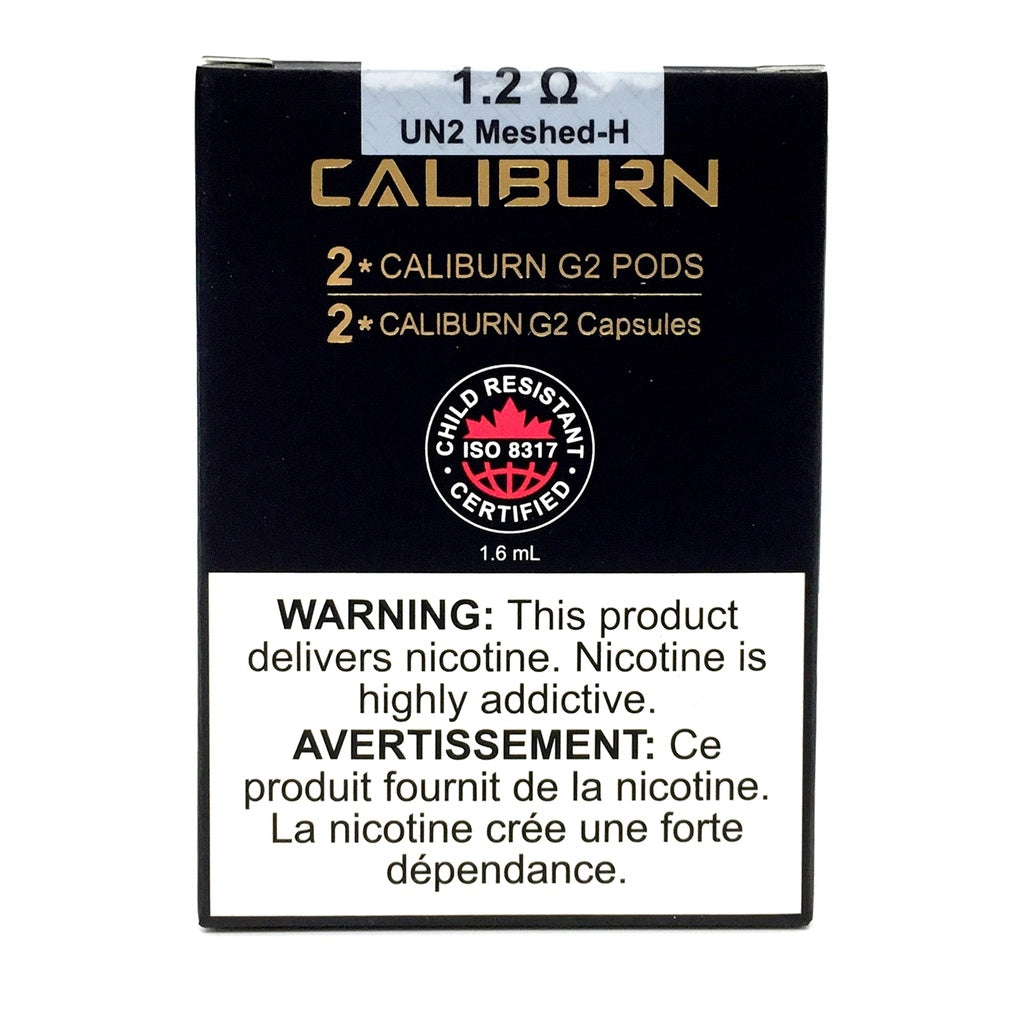 1.2 Ω
UN2 Meshed-H
CALIBURN
2* CALIBURN G2 PODS
2* CALIBURN G2 Capsules
CHILD RESISTANT
ISO 8317
• CERTIFIED •
1.6 mL
WARNING: This product
delivers nicotine. Nicotine is
highly addictive.
AVERTISSEMENT: Ce
produit fournit de la nicotine.
La nicotine crée une forte
dépendance.